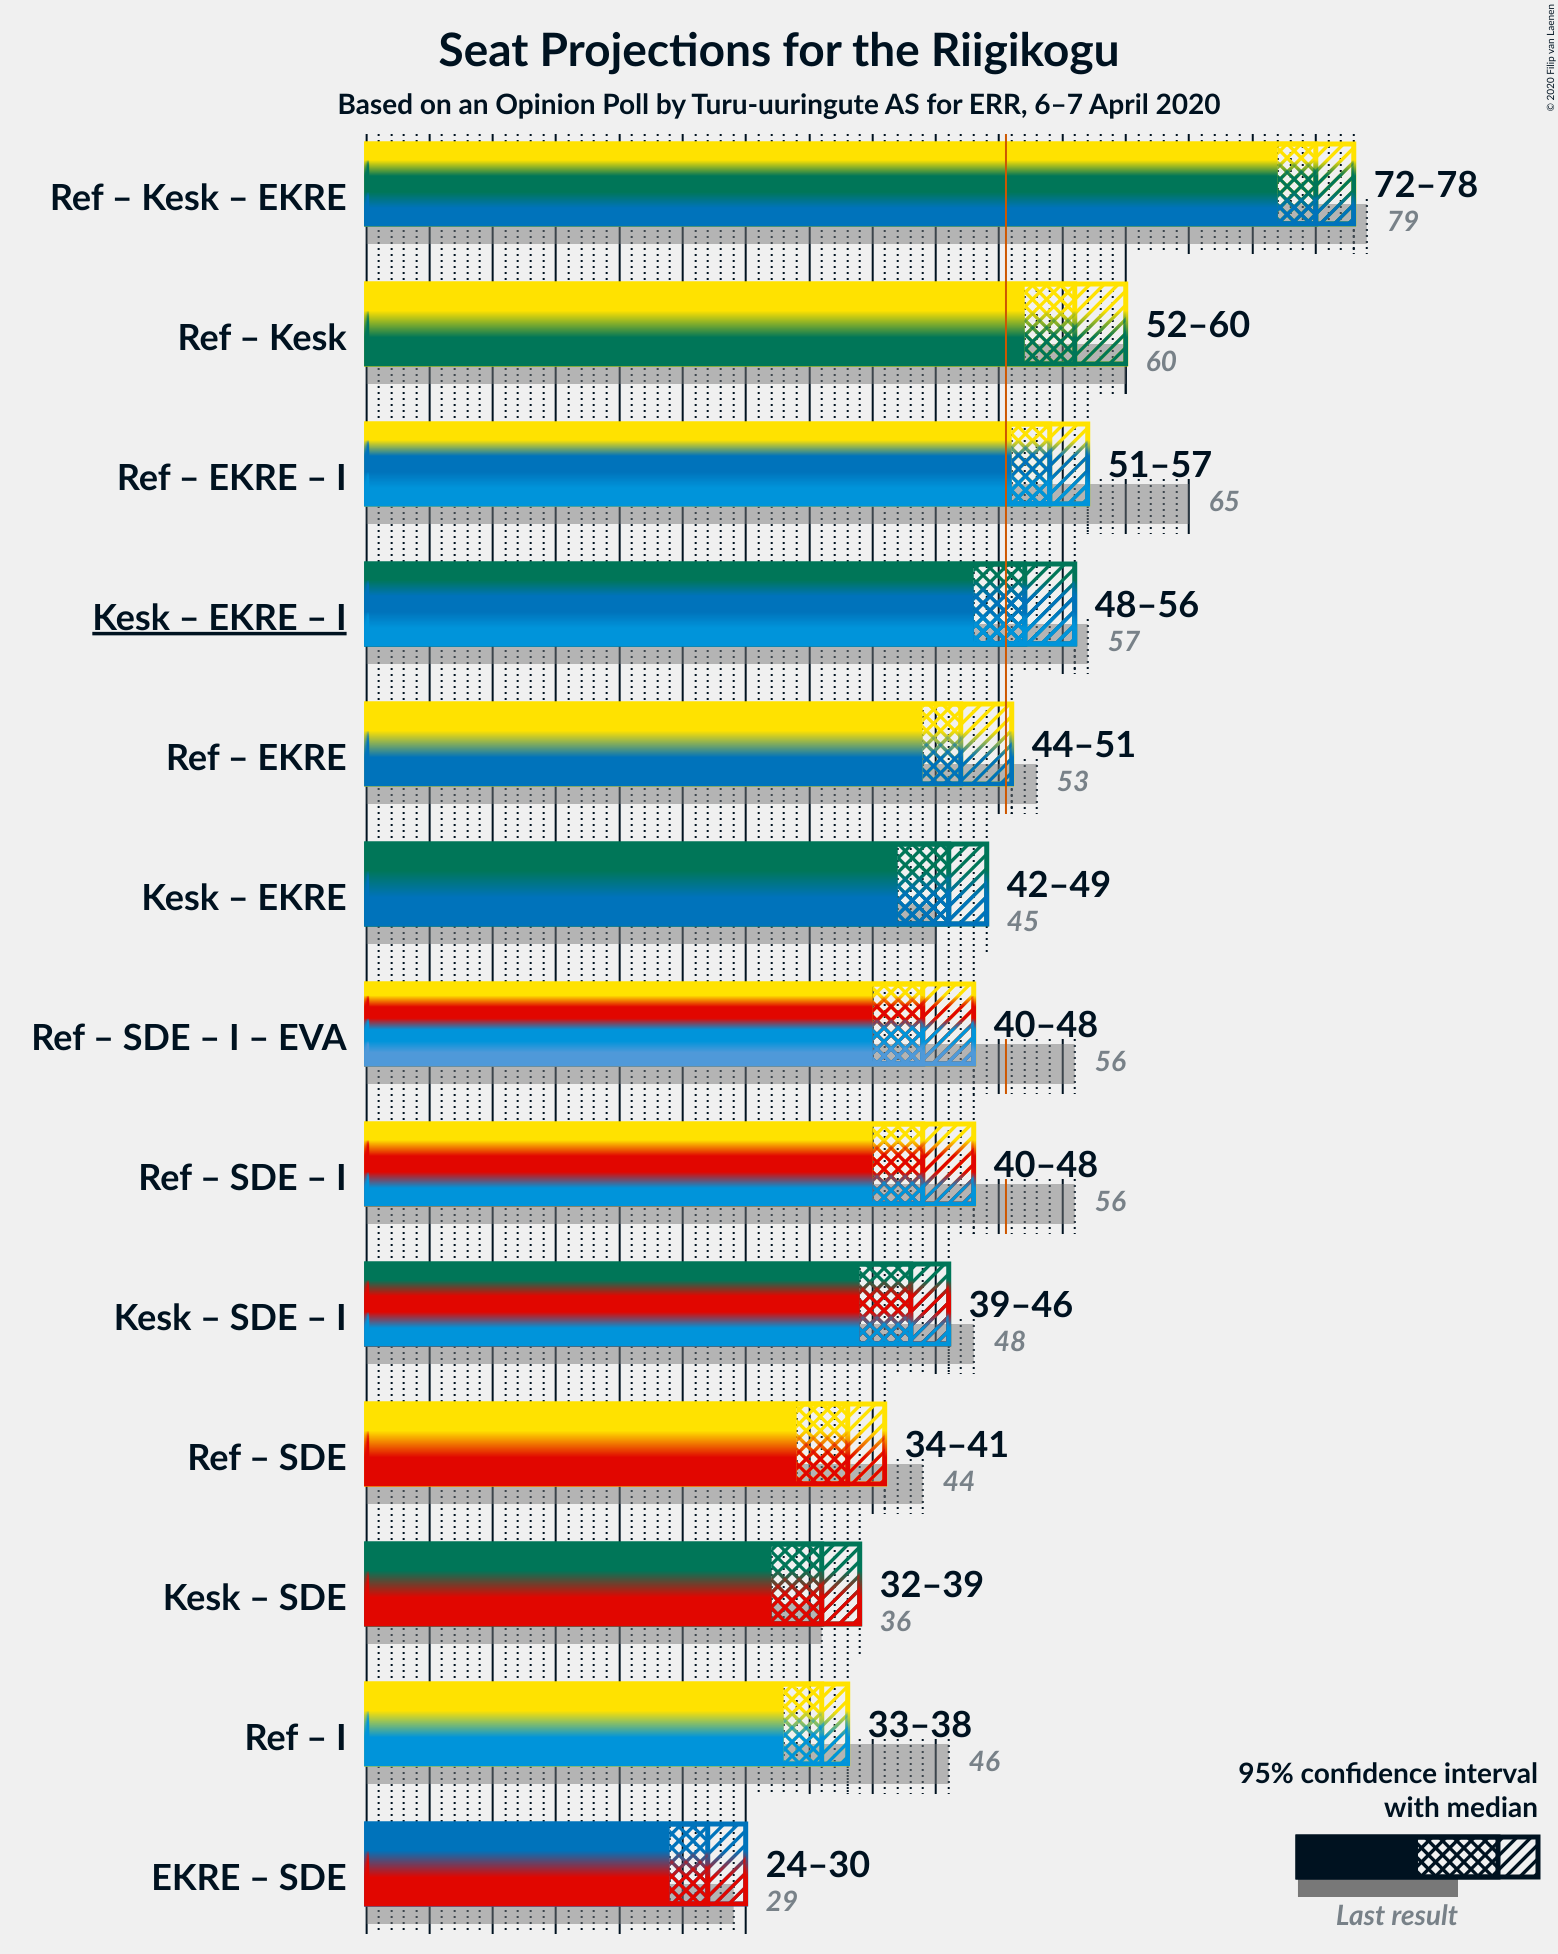 Seat Projections for the Riigikogu
Based on an Opinion Poll by Turu-uuringute AS for ERR, 6–7 April 2020
© 2020 Filip van Laenen
Ref – Kesk – EKRE
72–78
79
Ref – Kesk
52–60
60
Ref – EKRE – I
51–57
65
Kesk – EKRE – I
48–56
57
Ref – EKRE
44–51
53
Kesk – EKRE
42–49
45
Ref – SDE – I – EVA
40–48
56
Ref – SDE – I
40–48
56
Kesk – SDE – I
39–46
48
Ref – SDE
34–41
44
Kesk – SDE
32–39
36
Ref – I
33–38
46
EKRE – SDE
24–30
29
95% confidence interval
with median
Last result